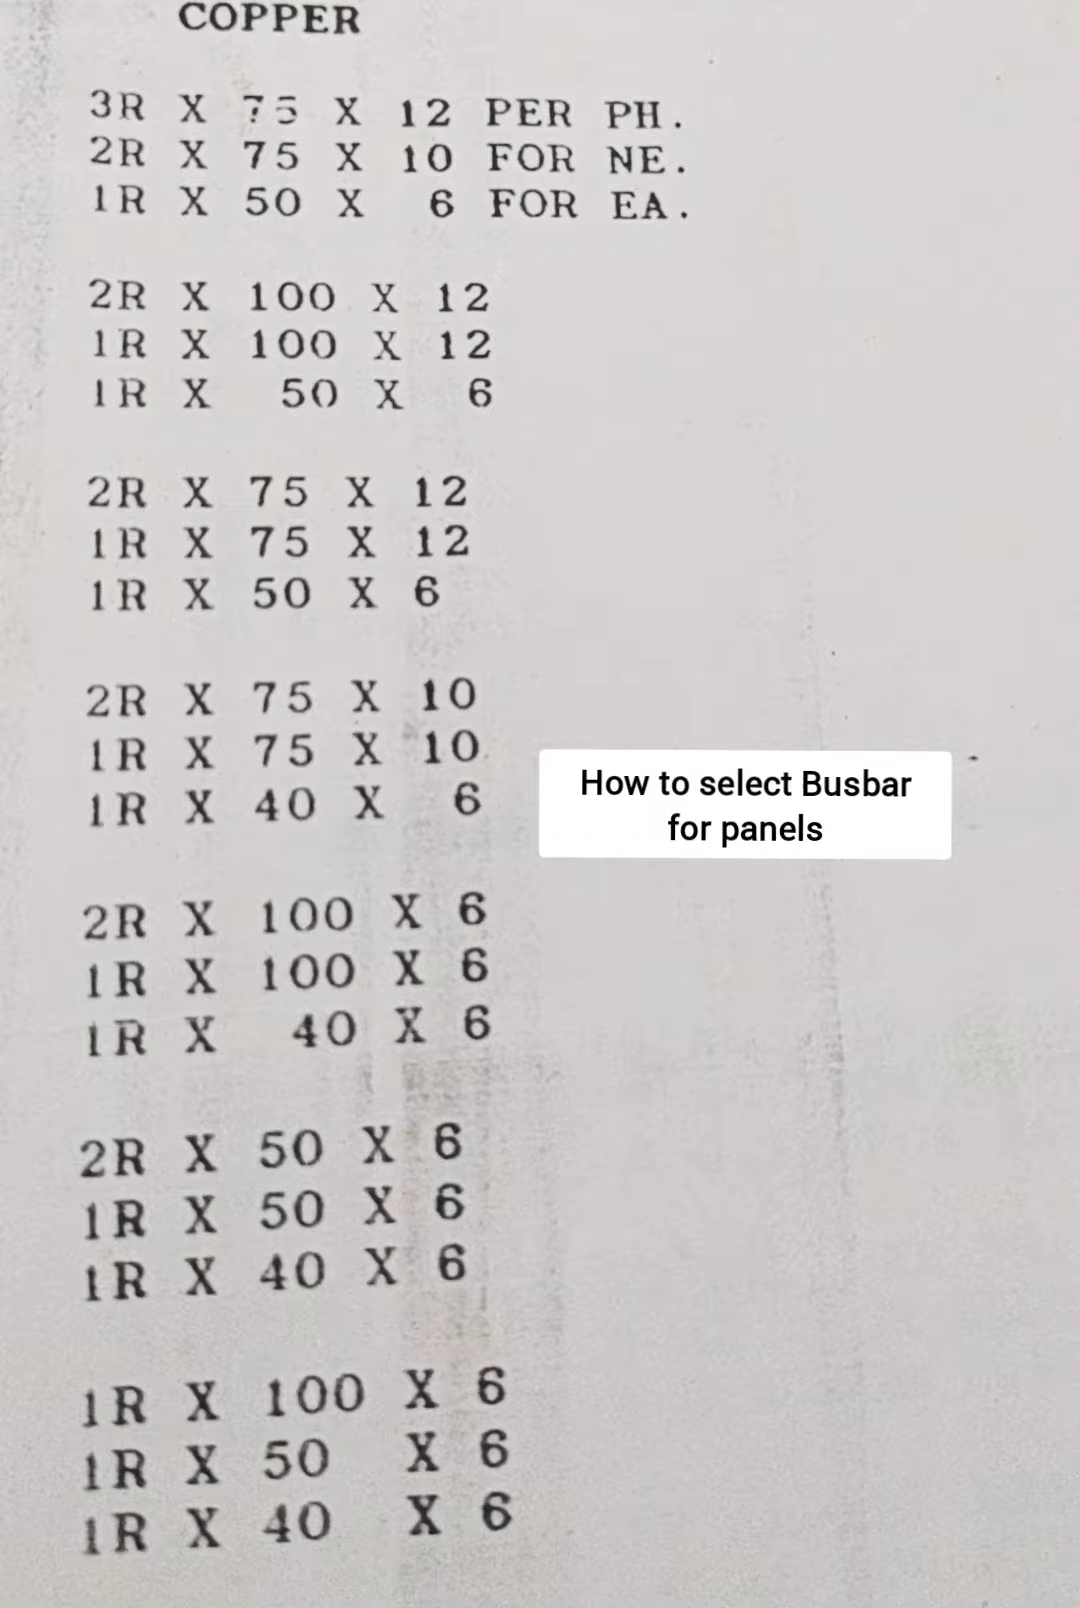 COPPER
3R X 75 X 12 PER PH.
2R X 75 X 10 FOR NE.
1R X 50 X 6 FOR EA.
2R X 100 X 12
1R X 100 X 12
1R X 50 X 6
2R X 75 X 12
1R X 75 X 12
1R X 50 X 6
2R X 75 X 10
1R X 75 X 10
1R X 40 X 6
How to select Busbar
for panels
2R X 100 X 6
1R X 100 X 6
1R X 40 X 6
2R X 50 X 6
1R X 50 X 6
1R X 40 X 6
1R X 100 X 6
1R X 50 X 6
1R X 40 X 6